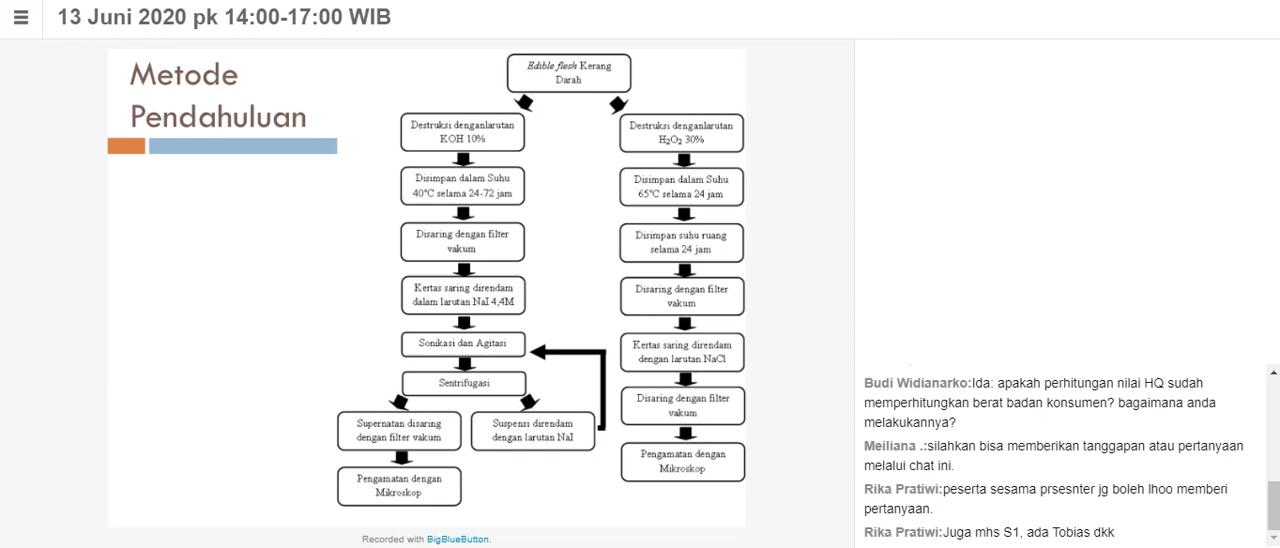 13 Juni 2020 pk 14:00-17:00 WIB
Metode
Pendahuluan
Edible flesh Kerang
Darah
Destruksi denganlarutan
KOH 10%
Disimpan dalam Suhu
40°C selama 24-72 jam
Disaring dengan filter
vakum
Kertas saring direndam
dalam larutan NaI 4,4M
Sonikasi dan Agitasi
Sentrifugasi
Supernatan disaring
dengan filter vakum
Pengamatan dengan
Mikroskop
Suspensi direndam
dengan larutan NaI
Destruksi denganlarutan
H₂O₂ 30%
Disimpan dalam Suhu
65°C selama 24 jam
Disimpan suhu ruang
selama 24 jam
Disaring dengan filter
vakum
Kertas saring direndam
dengan larutan NaCl
Disaring dengan filter
vakum
Pengamatan dengan
Mikroskop
Recorded with BigBlueButton.
Budi Widianarko:Ida: apakah perhitungan nilai HQ sudah
memperhitungkan berat badan konsumen? bagaimana anda
melakukannya?
Meiliana .:silahkan bisa memberikan tanggapan atau pertanyaan
melalui chat ini.
Rika Pratiwi:peserta sesama prsesnter jg boleh lhoo memberi
pertanyaan.
Rika Pratiwi:Juga mhs S1, ada Tobias dkk